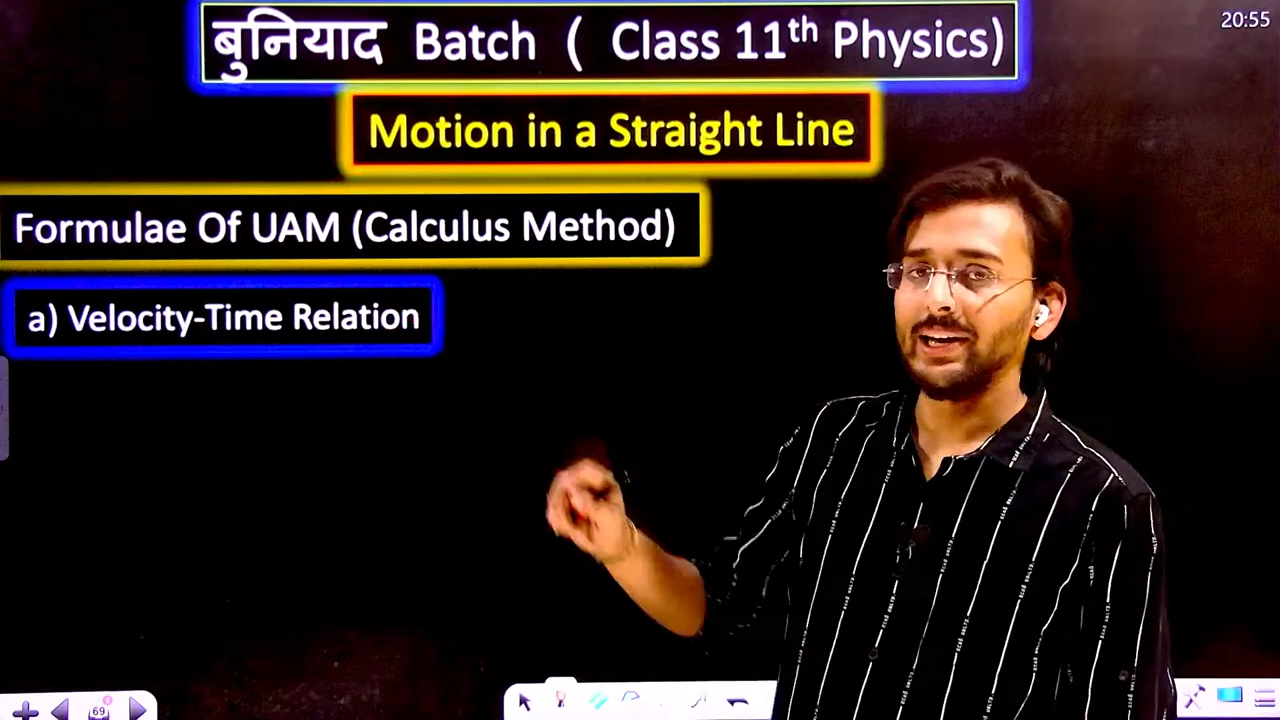 20:55
बुनियाद Batch ( Class 11th Physics)
Motion in a Straight Line
Formulae Of UAM (Calculus Method)
a) Velocity-Time Relation
69